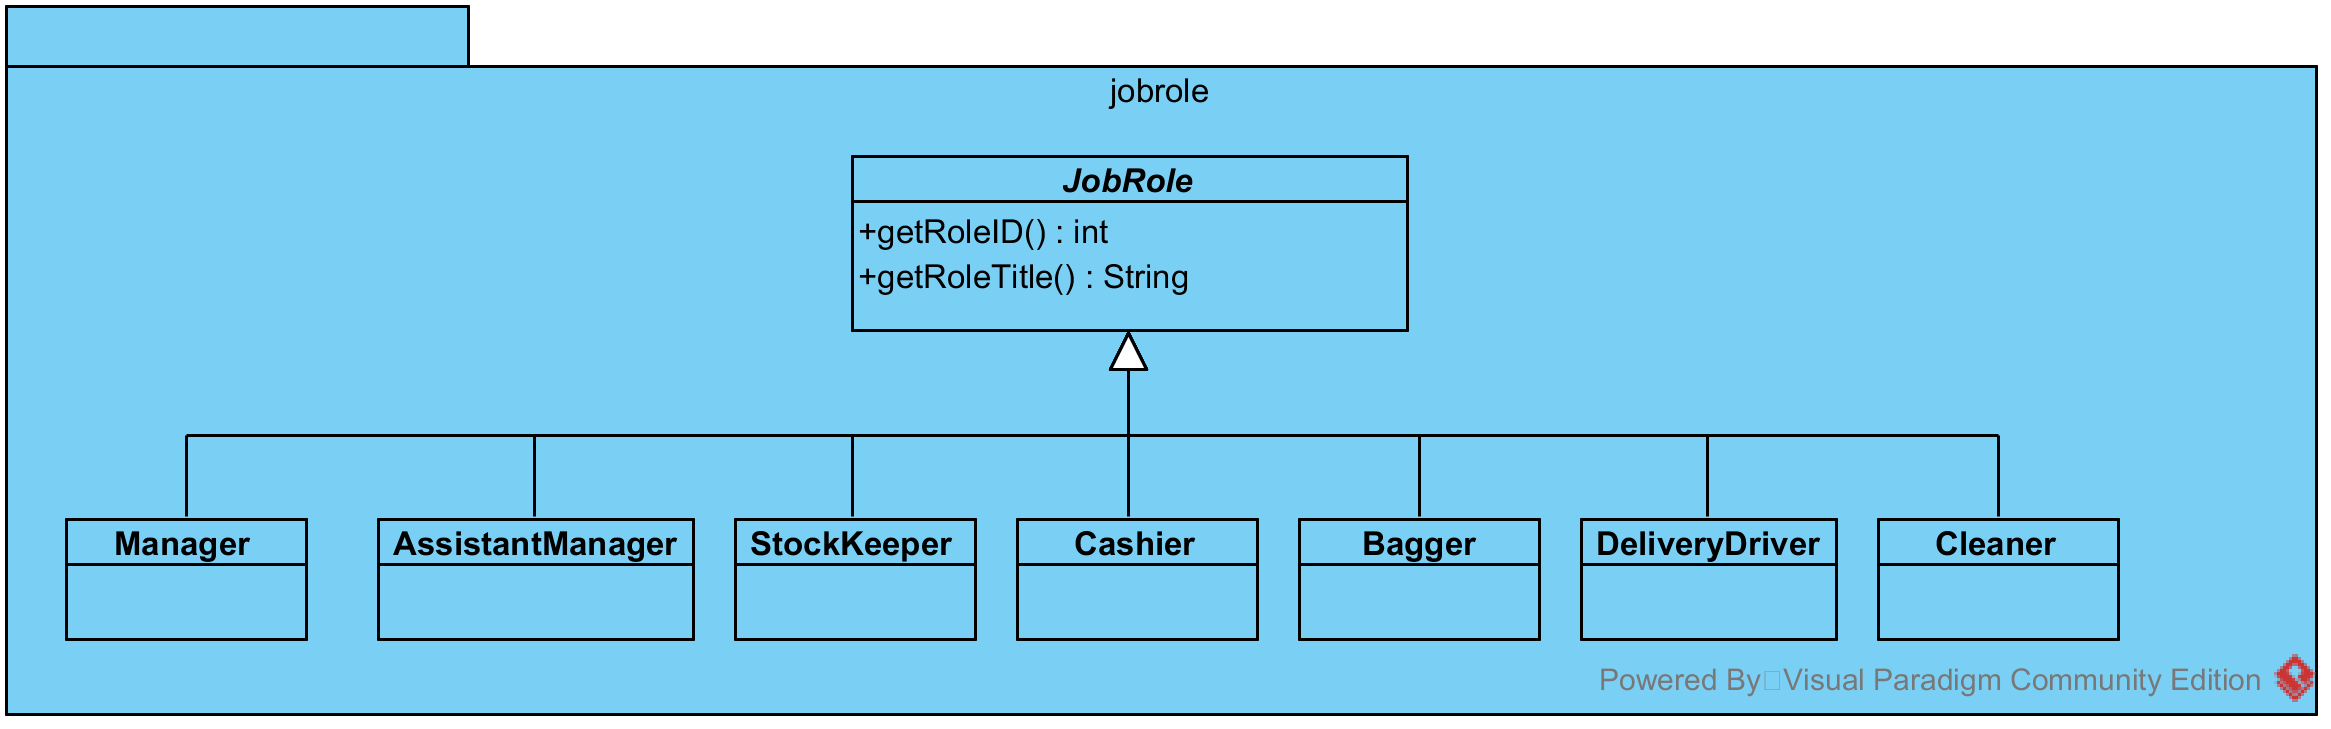 jobrole
JobRole
+getRoleID() : int
+getRoleTitle() : String
Manager
AssistantManager
StockKeeper
Cashier
Bagger
DeliveryDriver
Cleaner
Powered By Visual Paradigm Community Edition